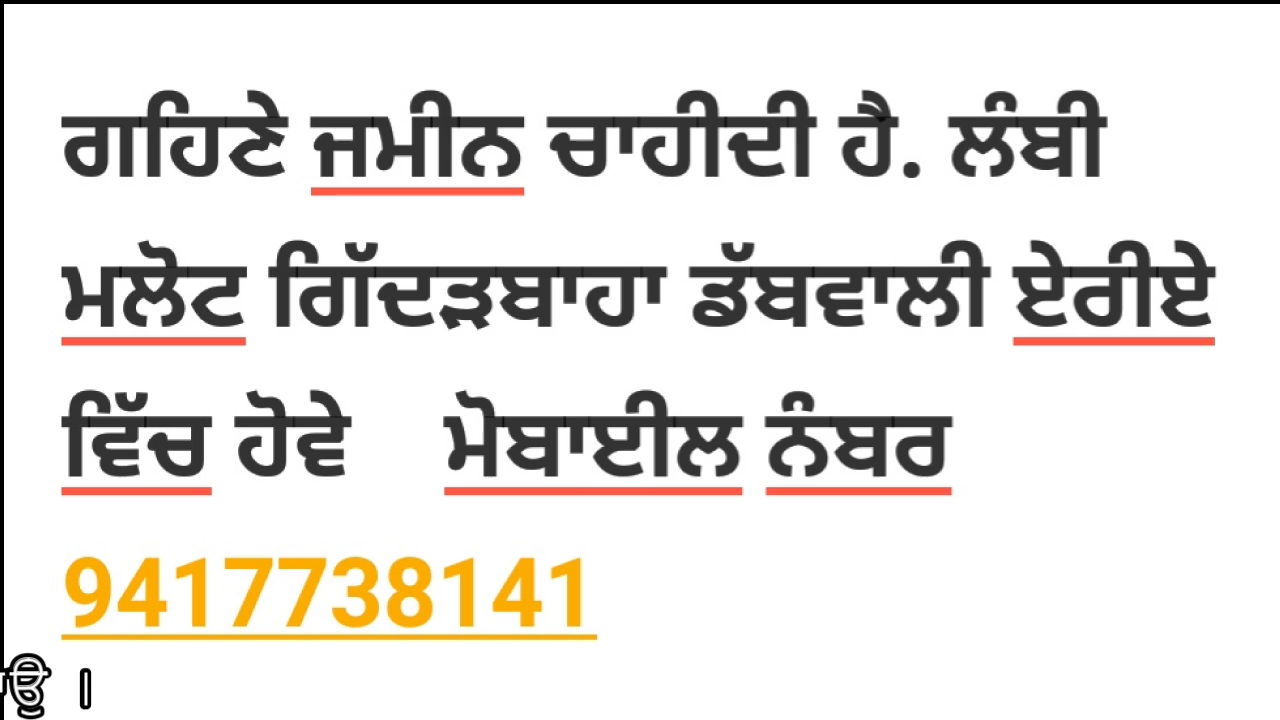 ਗਹਿਣੇ ਜਮੀਨ ਚਾਹੀਦੀ ਹੈ. ਲੰਬੀ
ਮਲੋਟ ਗਿੱਦੜਬਾਹਾ ਡੱਬਵਾਲੀ ਏਰੀਏ
ਵਿੱਚ ਹੋਵੇ ਮੋਬਾਈਲ ਨੰਬਰ
9417738141